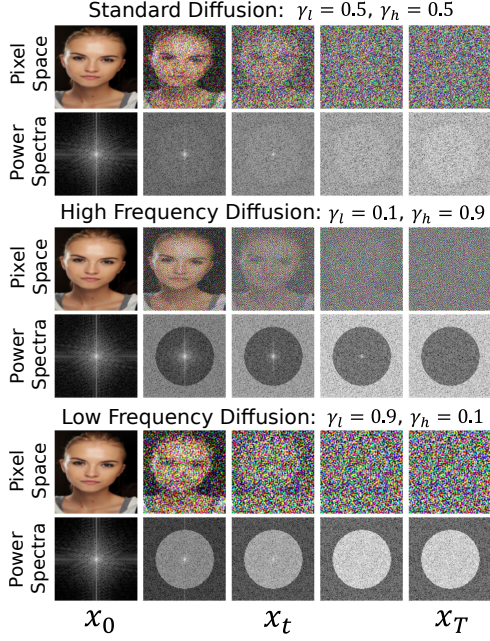 Standard Diffusion: γl = 0.5, γh = 0.5
Pixel
Space
Power
Spectra
High Frequency Diffusion: γl = 0.1, γh = 0.9
Pixel
Space
Power
Spectra
Low Frequency Diffusion: γl = 0.9, γh = 0.1
Pixel
Space
Power
Spectra
x0 xt xT